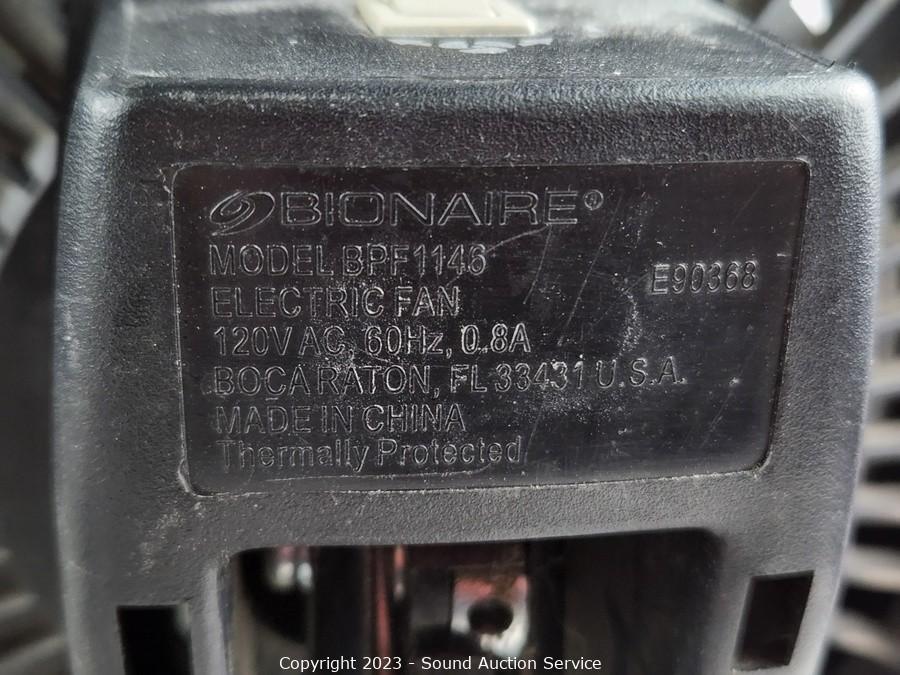 BIONAIRE®
MODEL BPF1146
E90368
ELECTRIC FAN
120V AC, 60Hz, 0.8A
BOCA RATON, FL 33431 U.S.A.
MADE IN CHINA
Thermally Protected
Copyright 2023 - Sound Auction Service